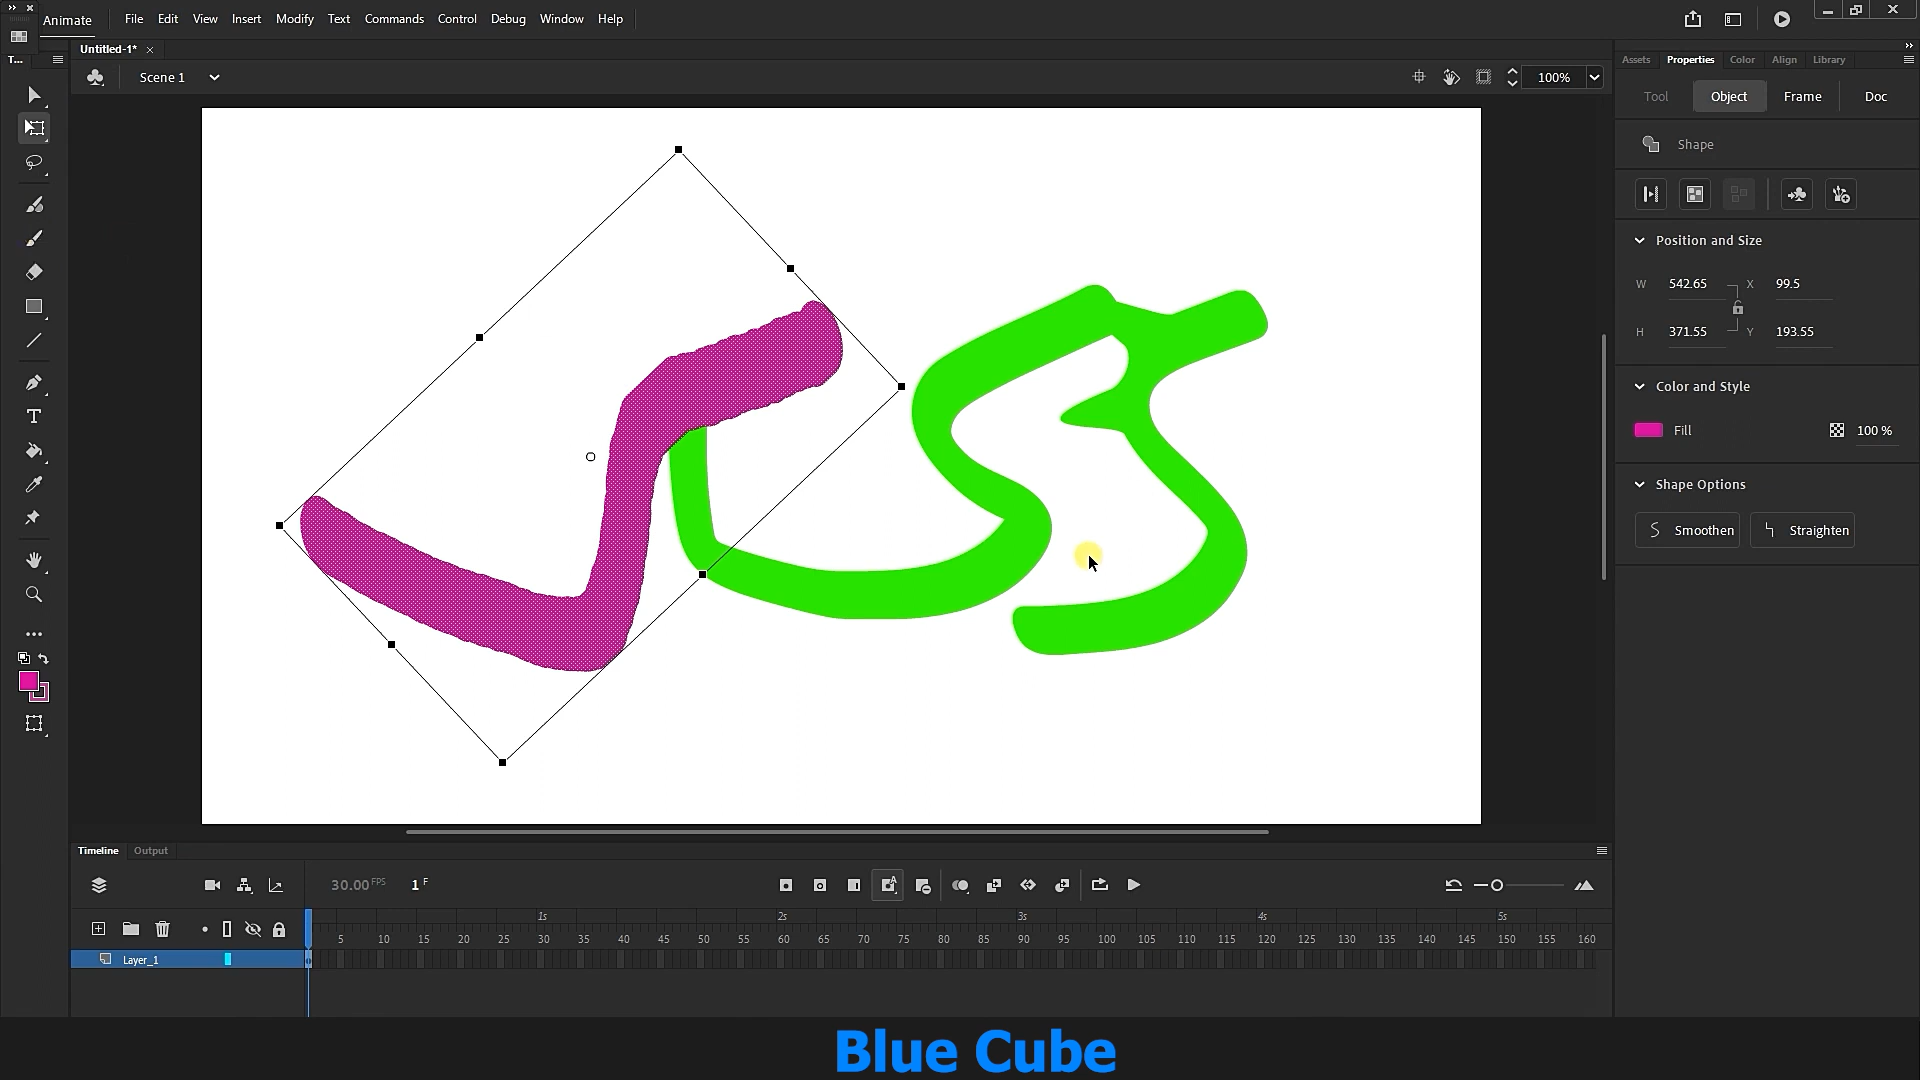 Animate File Edit View Insert Modify Text Commands Control Debug Window Help
Untitled-1*
T...
Scene 1
100%
Assets Properties Color Align Library
Tool Object Frame Doc
Shape
Position and Size
W 542.65 X 99.5
H 371.55 Y 193.55
Color and Style
Fill 100 %
Shape Options
Smoothen Straighten
Timeline Output
30.00 FPS 1 F
1s 2s 3s 4s 5s
5 10 15 20 25 30 35 40 45 50 55 60 65 70 75 80 85 90 95 100 105 110 115 120 125 130 135 140 145 150 155 160
Layer_1
Blue Cube